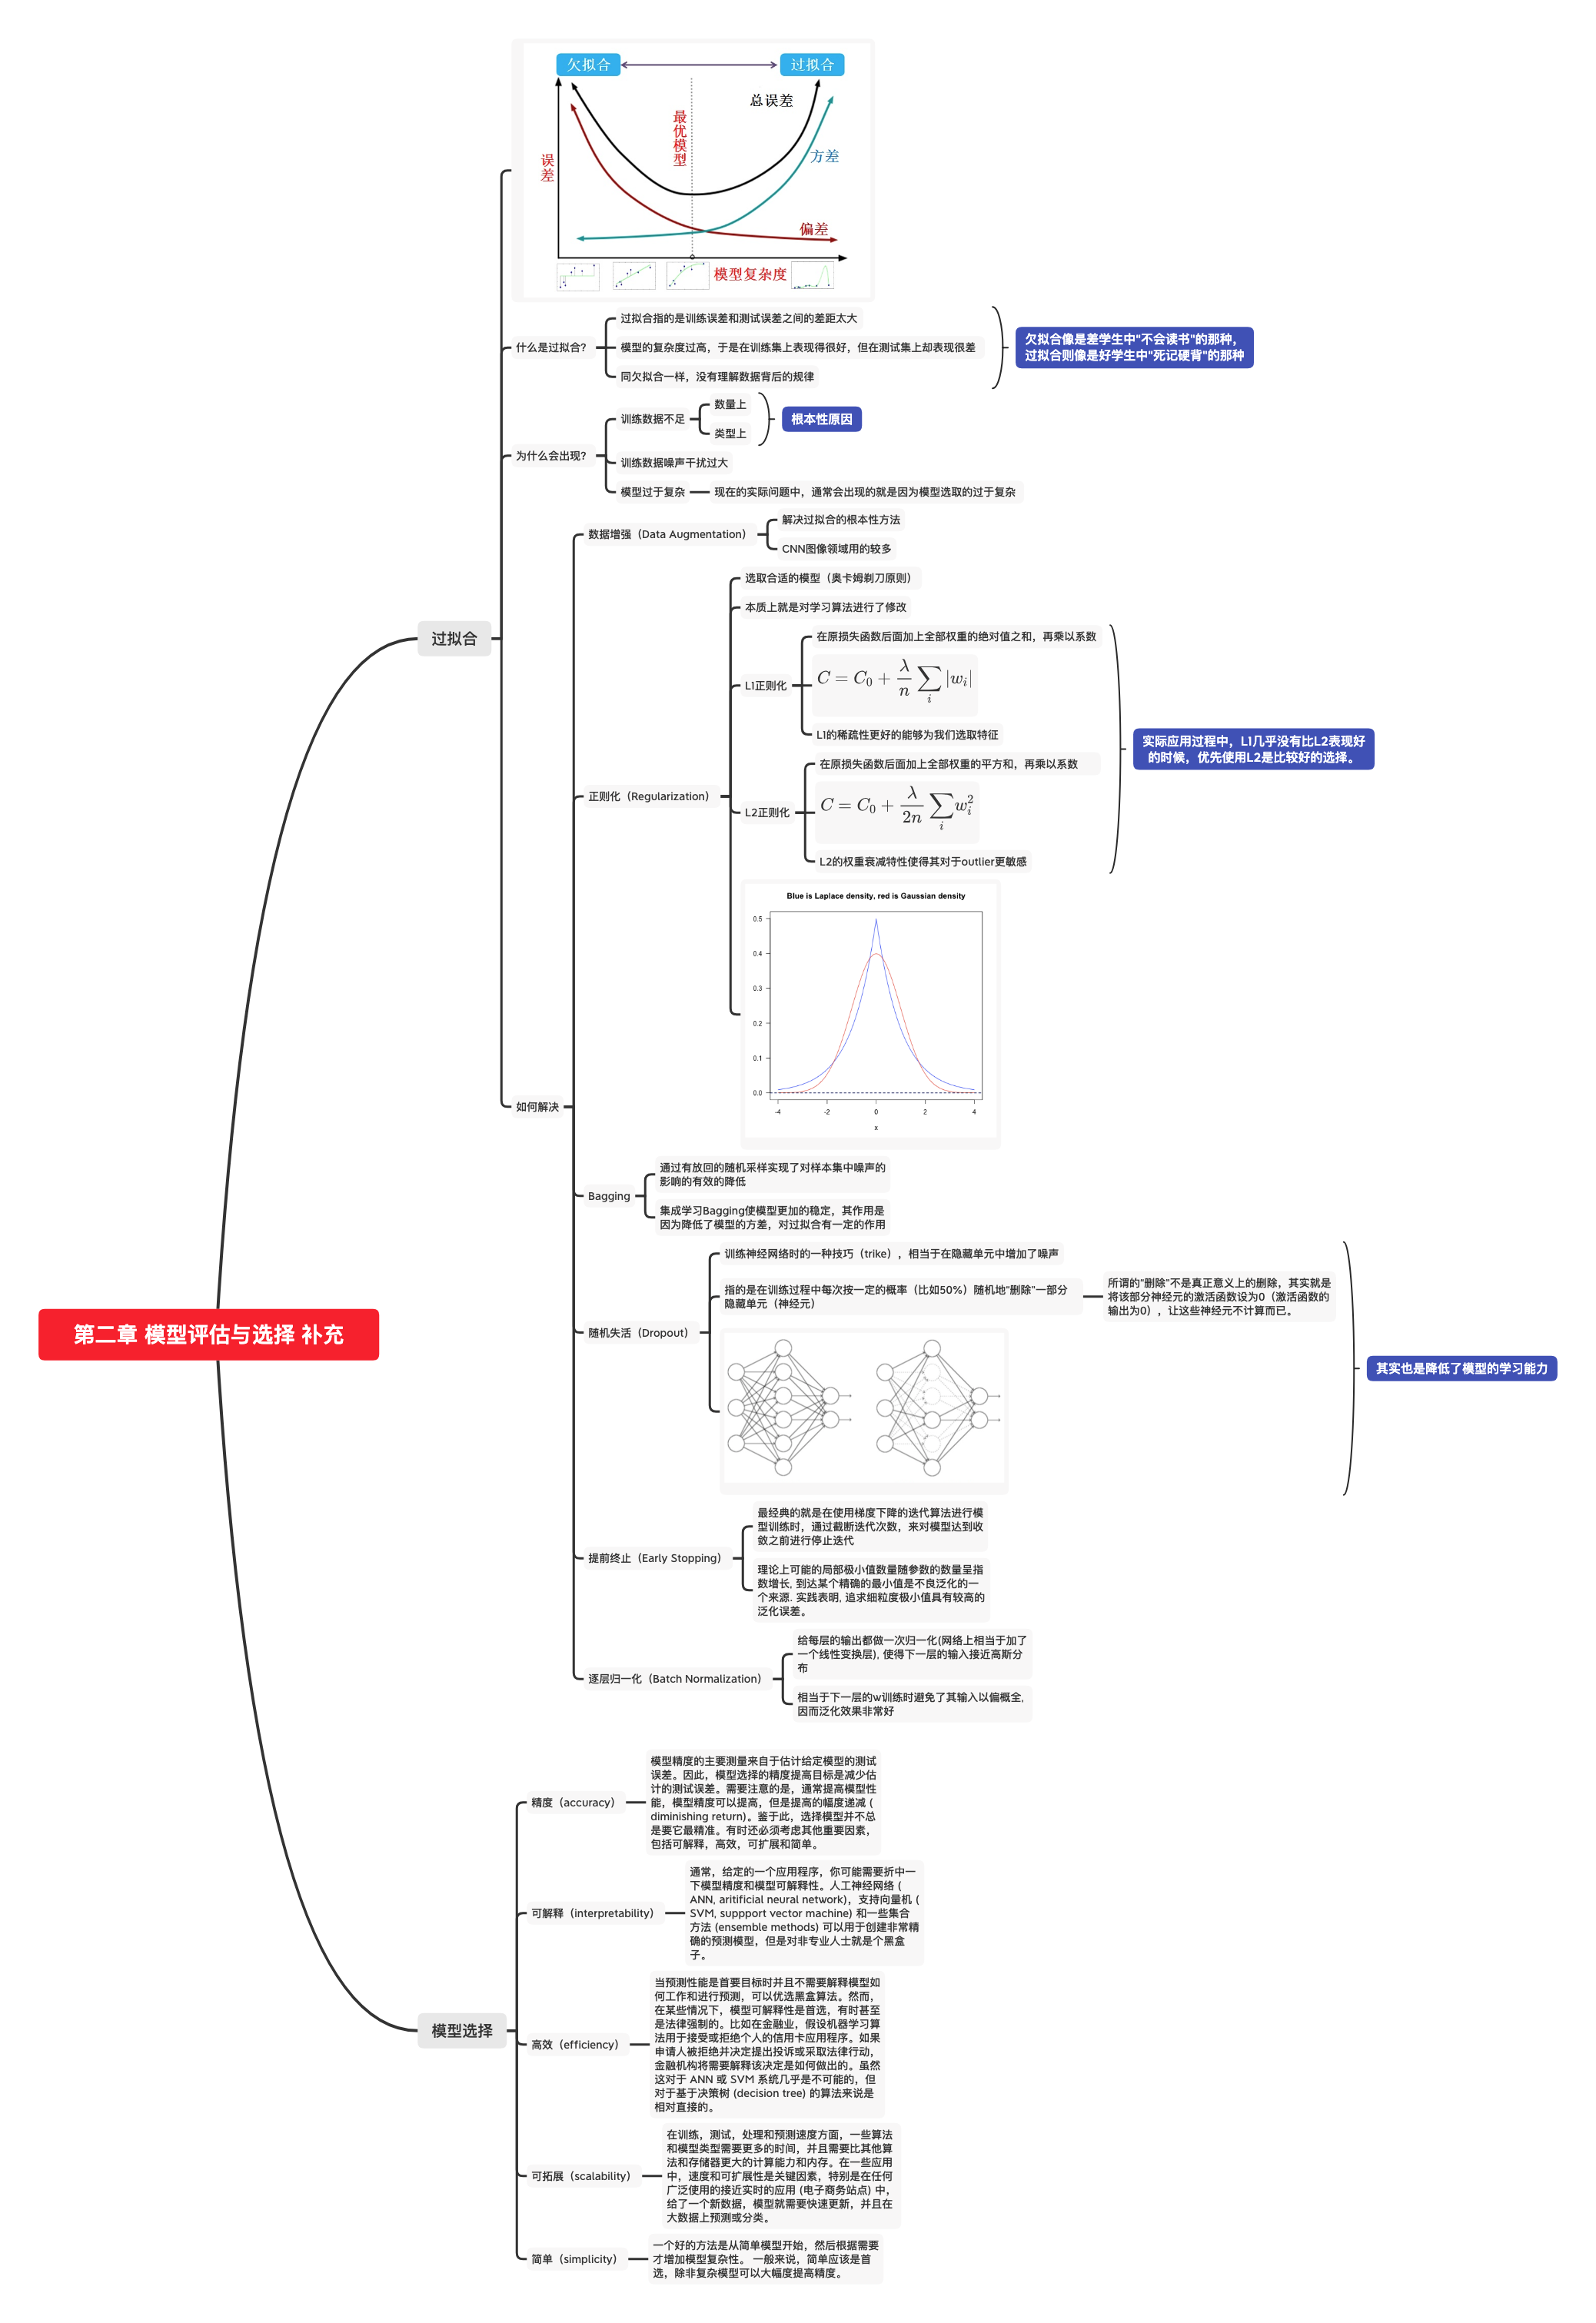 欠拟合
过拟合
总误差
最优模型
误差
方差
偏差
模型复杂度
什么是过拟合?
过拟合指的是训练误差和测试误差之间的差距太大
模型的复杂度过高，于是在训练集上表现得很好，但在测试集上却表现很差
同欠拟合一样，没有理解数据背后的规律
欠拟合像是差学生中"不会读书"的那种，
过拟合则像是好学生中"死记硬背"的那种
为什么会出现?
训练数据不足
数量上
类型上
根本性原因
训练数据噪声干扰过大
模型过于复杂
现在的实际问题中，通常会出现的就是因为模型选取的过于复杂
过拟合
如何解决
数据增强（Data Augmentation）
解决过拟合的根本性方法
CNN图像领域用的较多
正则化（Regularization）
选取合适的模型（奥卡姆剃刀原则）
本质上就是对学习算法进行了修改
L1正则化
在原损失函数后面加上全部权重的绝对值之和，再乘以系数
C = C₀ + λ/n ∑ᵢ |wᵢ|
L1的稀疏性更好的能够为我们选取特征
L2正则化
在原损失函数后面加上全部权重的平方和，再乘以系数
C = C₀ + λ/2n ∑ᵢ wᵢ²
L2的权重衰减特性使得其对于outlier更敏感
实际应用过程中，L1几乎没有比L2表现好
的时候，优先使用L2是比较好的选择。
Blue is Laplace density, red is Gaussian density
0.5
0.4
0.3
0.2
0.1
0.0
-4 -2 0 2 4
x
Bagging
通过有放回的随机采样实现了对样本集中噪声的
影响的有效的降低
集成学习Bagging使模型更加的稳定，其作用是
因为降低了模型的方差，对过拟合有一定的作用
随机失活（Dropout）
训练神经网络时的一种技巧（trike），相当于在隐藏单元中增加了噪声
指的是在训练过程中每次按一定的概率（比如50%）随机地"删除"一部分
隐藏单元（神经元）
所谓的"删除"不是真正意义上的删除，其实就是
将该部分神经元的激活函数设为0（激活函数的
输出为0），让这些神经元不计算而已。
其实也是降低了模型的学习能力
提前终止（Early Stopping）
最经典的就是在使用梯度下降的迭代算法进行模
型训练时，通过截断迭代次数，来对模型达到收
敛之前进行停止迭代
理论上可能的局部极小值数量随参数的数量呈指
数增长, 到达某个精确的最小值是不良泛化的一
个来源. 实践表明, 追求细粒度极小值具有较高的
泛化误差。
逐层归一化（Batch Normalization）
给每层的输出都做一次归一化(网络上相当于加了
一个线性变换层), 使得下一层的输入接近高斯分
布
相当于下一层的w训练时避免了其输入以偏概全,
因而泛化效果非常好
第二章 模型评估与选择 补充
模型选择
精度（accuracy）
模型精度的主要测量来自于估计给定模型的测试
误差。因此，模型选择的精度提高目标是减少估
计的测试误差。需要注意的是，通常提高模型性
能，模型精度可以提高，但是提高的幅度递减 (
diminishing return)。鉴于此，选择模型并不总
是要它最精准。有时还必须考虑其他重要因素，
包括可解释，高效，可扩展和简单。
可解释（interpretability）
通常，给定的一个应用程序，你可能需要折中一
下模型精度和模型可解释性。人工神经网络 (
ANN, aritificial neural network)，支持向量机 (
SVM, suppport vector machine) 和一些集合
方法 (ensemble methods) 可以用于创建非常精
确的预测模型，但是对非专业人士就是个黑盒
子。
高效（efficiency）
当预测性能是首要目标时并且不需要解释模型如
何工作和进行预测，可以优选黑盒算法。然而，
在某些情况下，模型可解释性是首选，有时甚至
是法律强制的。比如在金融业，假设机器学习算
法用于接受或拒绝个人的信用卡应用程序。如果
申请人被拒绝并决定提出投诉或采取法律行动，
金融机构将需要解释该决定是如何做出的。虽然
这对于 ANN 或 SVM 系统几乎是不可能的，但
对于基于决策树 (decision tree) 的算法来说是
相对直接的。
可拓展（scalability）
在训练，测试，处理和预测速度方面，一些算法
和模型类型需要更多的时间，并且需要比其他算
法和存储器更大的计算能力和内存。在一些应用
中，速度和可扩展性是关键因素，特别是在任何
广泛使用的接近实时的应用 (电子商务站点) 中，
给了一个新数据，模型就需要快速更新，并且在
大数据上预测或分类。
简单（simplicity）
一个好的方法是从简单模型开始，然后根据需要
才增加模型复杂性。 一般来说，简单应该是首
选，除非复杂模型可以大幅度提高精度。